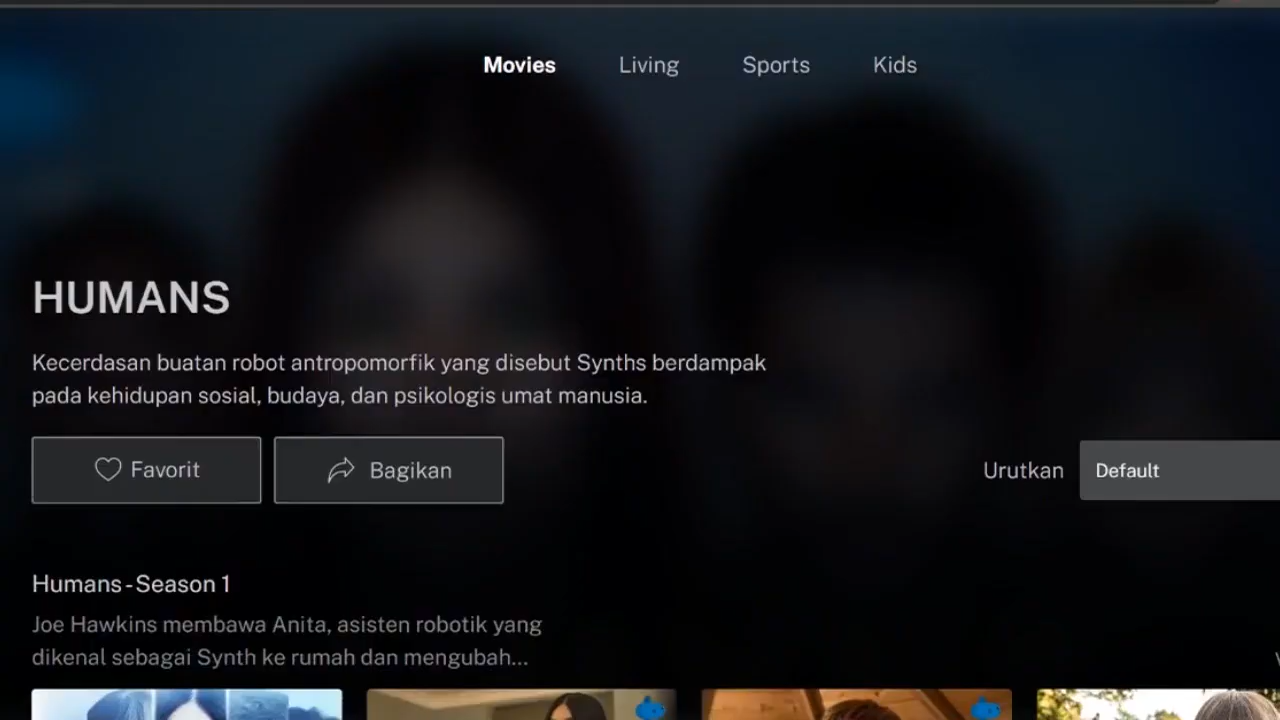 Movies Living Sports Kids
HUMANS
Kecerdasan buatan robot antropomorfik yang disebut Synths berdampak
pada kehidupan sosial, budaya, dan psikologis umat manusia.
Favorit Bagikan Urutkan Default
Humans - Season 1
Joe Hawkins membawa Anita, asisten robotik yang
dikenal sebagai Synth ke rumah dan mengubah...